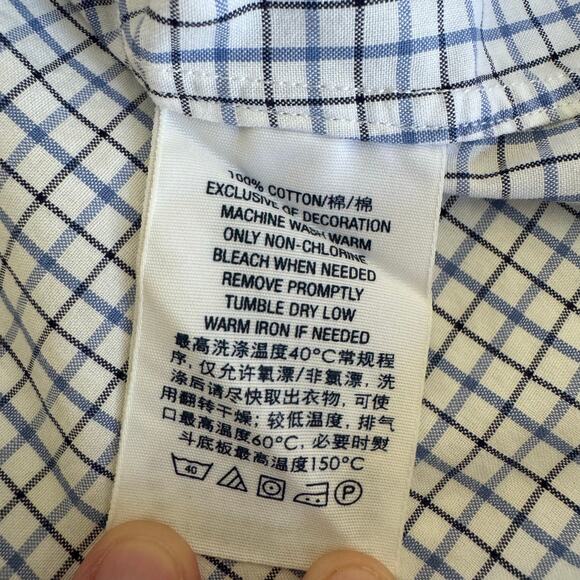 100% COTTON/棉/棉
EXCLUSIVE OF DECORATION
MACHINE WASH WARM
ONLY NON-CHLORINE
BLEACH WHEN NEEDED
REMOVE PROMPTLY
TUMBLE DRY LOW
WARM IRON IF NEEDED
最高洗涤温度40°C常规程
序，仅允许氧漂/非氯漂，洗
涤后请尽快取出衣物，可使
用翻转干燥；较低温度，排气
口最高温度60°C，必要时熨
斗底板最高温度150°C
40 P